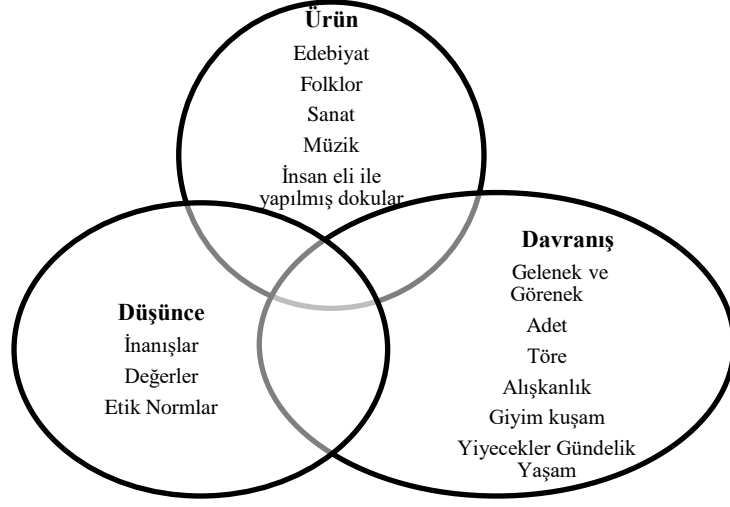 Ürün
Edebiyat
Folklor
Sanat
Müzik
İnsan eli ile
yapılmış dokular
Düşünce
İnanışlar
Değerler
Etik Normlar
Davranış
Gelenek ve
Görenek
Adet
Töre
Alışkanlık
Giyim kuşam
Yiyecekler Gündelik
Yaşam